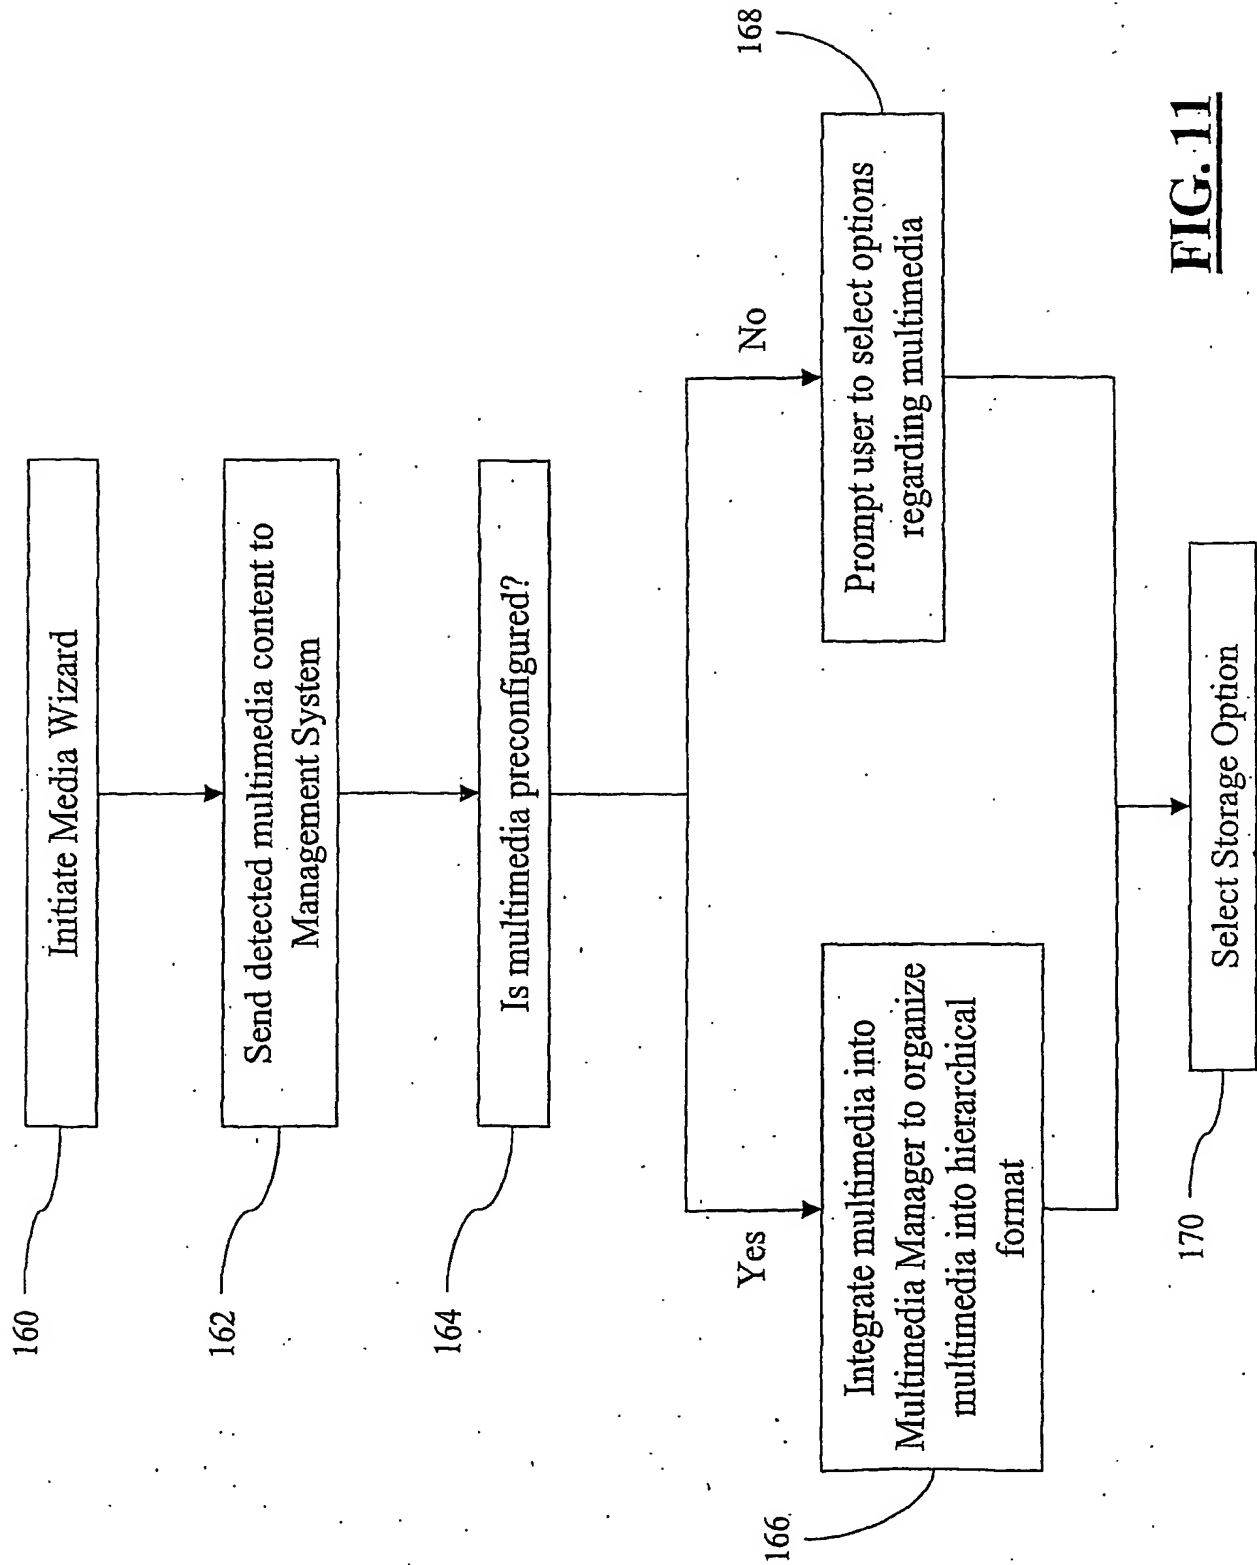 160
Initiate Media Wizard
162
Send detected multimedia content to
Management System
164
Is multimedia preconfigured?
Yes
No
166
Integrate multimedia into
Multimedia Manager to organize
multimedia into hierarchical
format
168
Prompt user to select options
regarding multimedia
170
Select Storage Option
FIG. 11